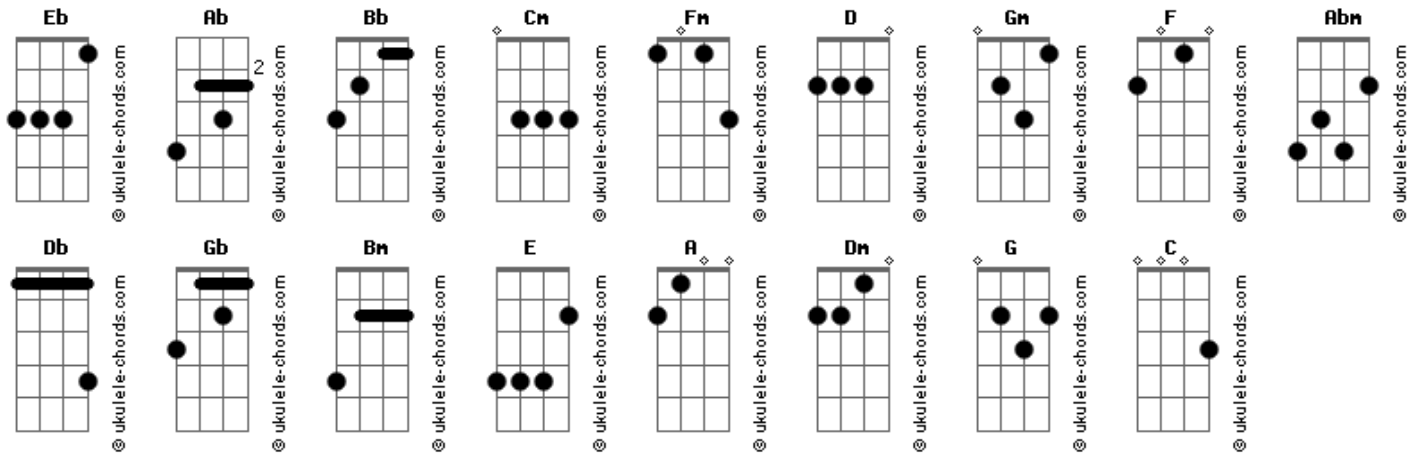 Eb Ab Bb Cm Fm D Gm F Abm
2
© ukulele-chords.com © ukulele-chords.com © ukulele-chords.com © ukulele-chords.com © ukulele-chords.com © ukulele-chords.com © ukulele-chords.com © ukulele-chords.com © ukulele-chords.com
Db Gb Bm E A Dm G C
© ukulele-chords.com © ukulele-chords.com © ukulele-chords.com © ukulele-chords.com © ukulele-chords.com © ukulele-chords.com © ukulele-chords.com © ukulele-chords.com